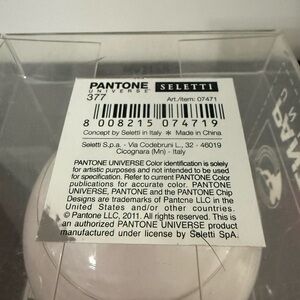 PANTONE SELETTI
UNIVERSE
377 Art./item: 07471
8 008215 074719
Concept by Seletti in Italy ✳ Made in China
Seletti S.p.a. - Via Codebruni L., 32 - 46019
Cicognara (Mn) - Italy
PANTONE UNIVERSE Color identification is solely
for artistic purposes and not intended to be used
for specification. Refer to current PANTONE Color
publications for accurate color. PANTONE,
PANTONE UNIVERSE, PANTONE and the PANTONE Chip
Designs are trademarks of Pantone LLC in the
United States and/or other countries.
© Pantone LLC, 2011. All rights reserved. This is
an authorized PANTONE UNIVERSE product
manufactured under license by Seletti SpA.